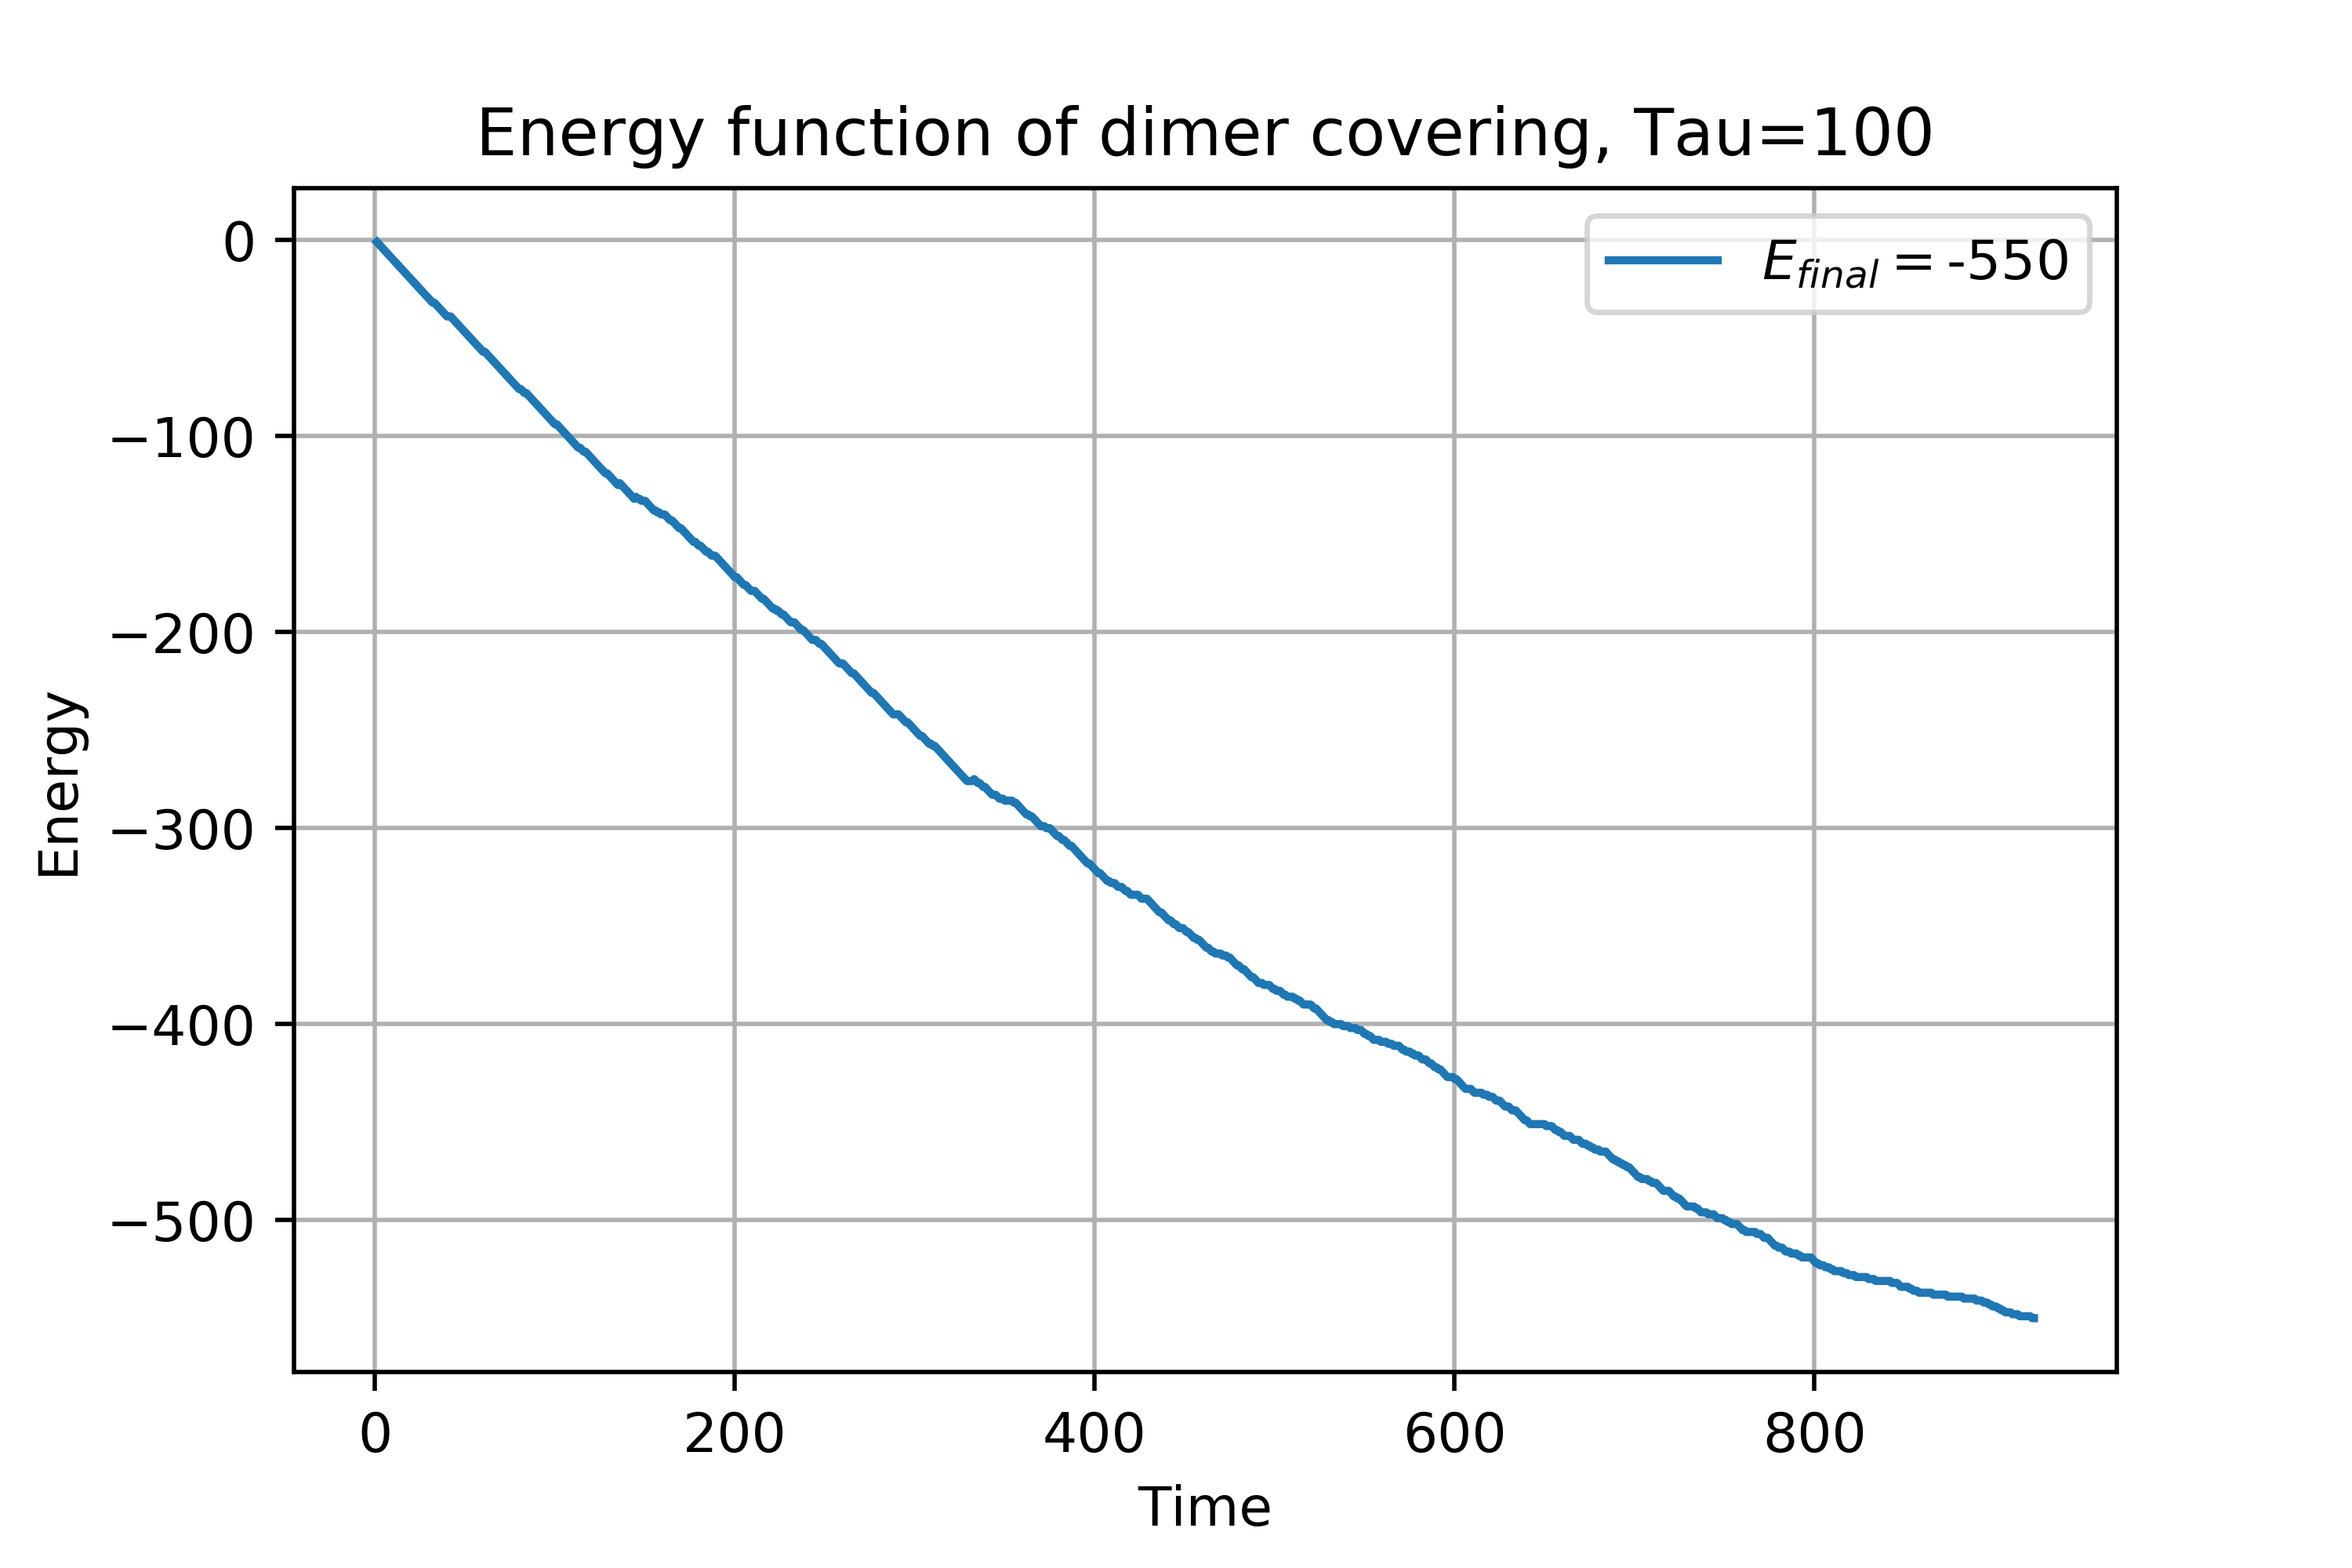 Energy function of dimer covering, Tau=100
E_final = -550
0
−100
−200
−300
−400
−500
Energy
0 200 400 600 800
Time